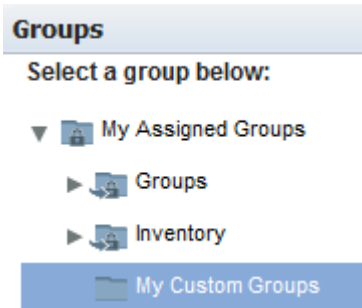 Groups
Select a group below:
My Assigned Groups
Groups
Inventory
My Custom Groups